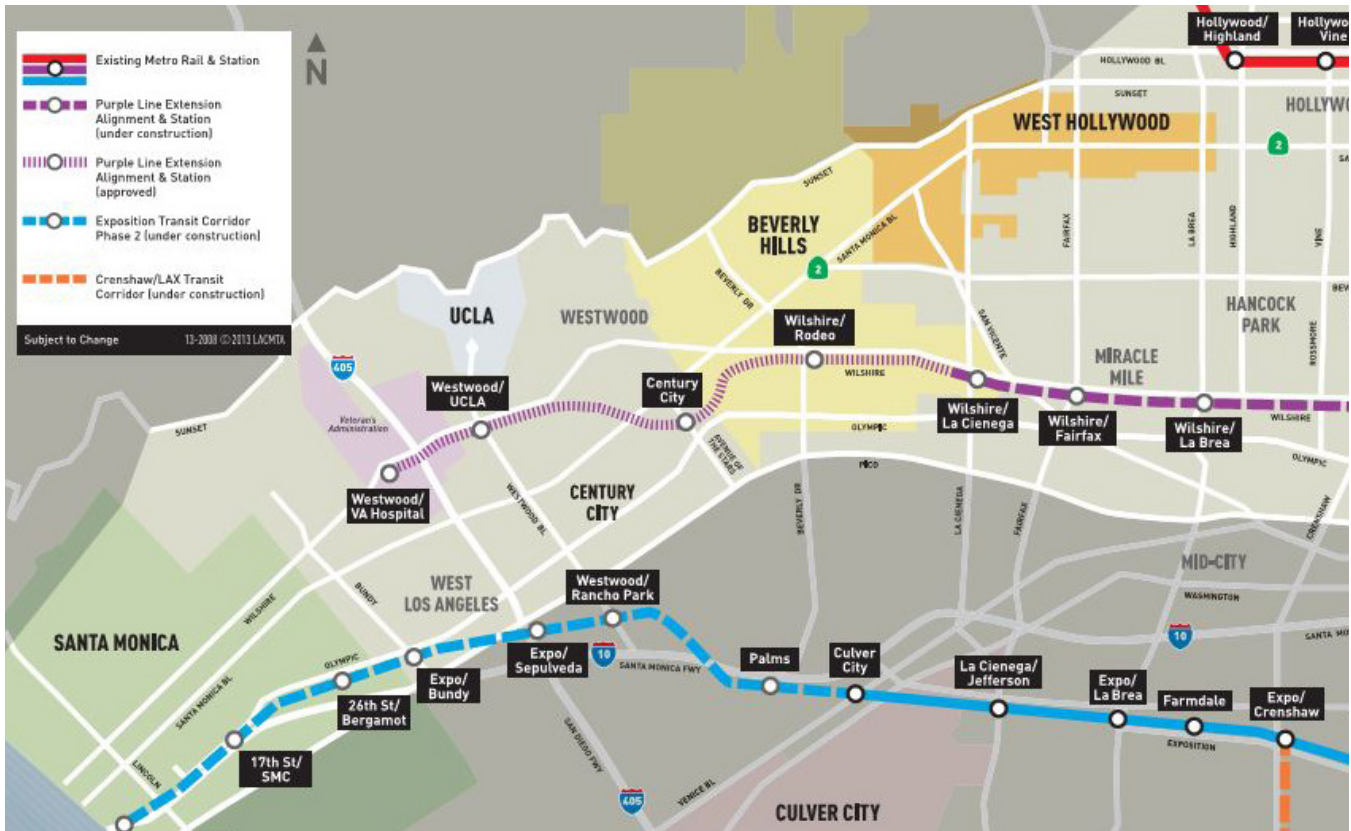 Existing Metro Rail & Station
Purple Line Extension
Alignment & Station
(under construction)
Purple Line Extension
Alignment & Station
(approved)
Exposition Transit Corridor
Phase 2 (under construction)
Crenshaw/LAX Transit
Corridor (under construction)
Subject to Change
13-2008 © 2013 LACMTA
N
Hollywood/
Highland
Hollywo
Vine
HOLLYWOOD BL
SUNSET
HOLLYWO
WEST HOLLYWOOD
2
SA
SUNSET
BEVERLY
HILLS
SANTA MONICA BL
FAIRFAX
LA BREA
HIGHLAND
VINE
2
BEVERLY DR
BEVE
UCLA
WESTWOOD
HANCOCK
PARK
Wilshire/
Rodeo
SAN VICENTE
MIRACLE
MILE
ROSSMORE
405
Westwood/
UCLA
Century
City
WILSHIRE
Wilshire/
La Cienega
Wilshire/
Fairfax
Wilshire/
La Brea
WILSHIRE
SUNSET
Veteran's
Administration
OLYMPIC
AVENUE OF
THE STARS
PICO
OLYMPIC
Westwood/
VA Hospital
WESTWOOD BL
CENTURY
CITY
BEVERLY DR
LA CIENEGA
FAIRFAX
CRENSHAW
MID-CITY
WEST
LOS ANGELES
Westwood/
Rancho Park
WASHINGTON
BUNDY
WILSHIRE
SANTA MONICA
10
SANTA MO
OLYMPIC
Expo/
Sepulveda
10
SANTA MONICA FWY
Palms
Culver
City
La Cienega/
Jefferson
Expo/
La Brea
Farmdale
Expo/
Crenshaw
Expo/
Bundy
SANTA MONICA BL
26th St/
Bergamot
EXPOSITION
SAN DIEGO FWY
17th St/
SMC
LINCOLN
405
VENICE BL
CULVER CITY